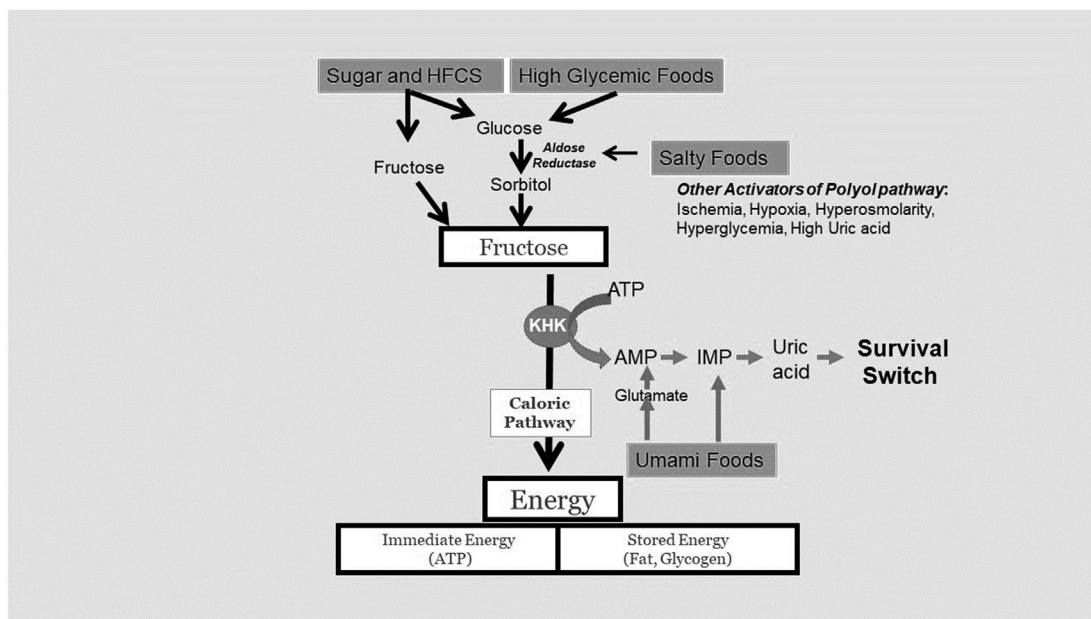 Sugar and HFCS
High Glycemic Foods
Glucose
Aldose
Reductase
Salty Foods
Fructose
Sorbitol
Other Activators of Polyol pathway:
Ischemia, Hypoxia, Hyperosmolarity,
Hyperglycemia, High Uric acid
Fructose
ATP
KHK
AMP
IMP
Uric
acid
Survival
Switch
Glutamate
Caloric
Pathway
Umami Foods
Energy
Immediate Energy
(ATP)
Stored Energy
(Fat, Glycogen)